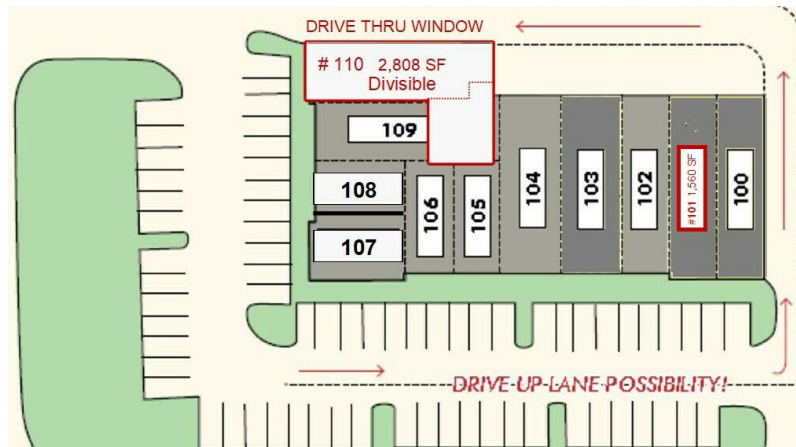 DRIVE THRU WINDOW
# 110 2,808 SF
Divisible
109
108
107
106
105
104
103
102
#101 1,560 SF
100
DRIVE-UP LANE POSSIBILITY!